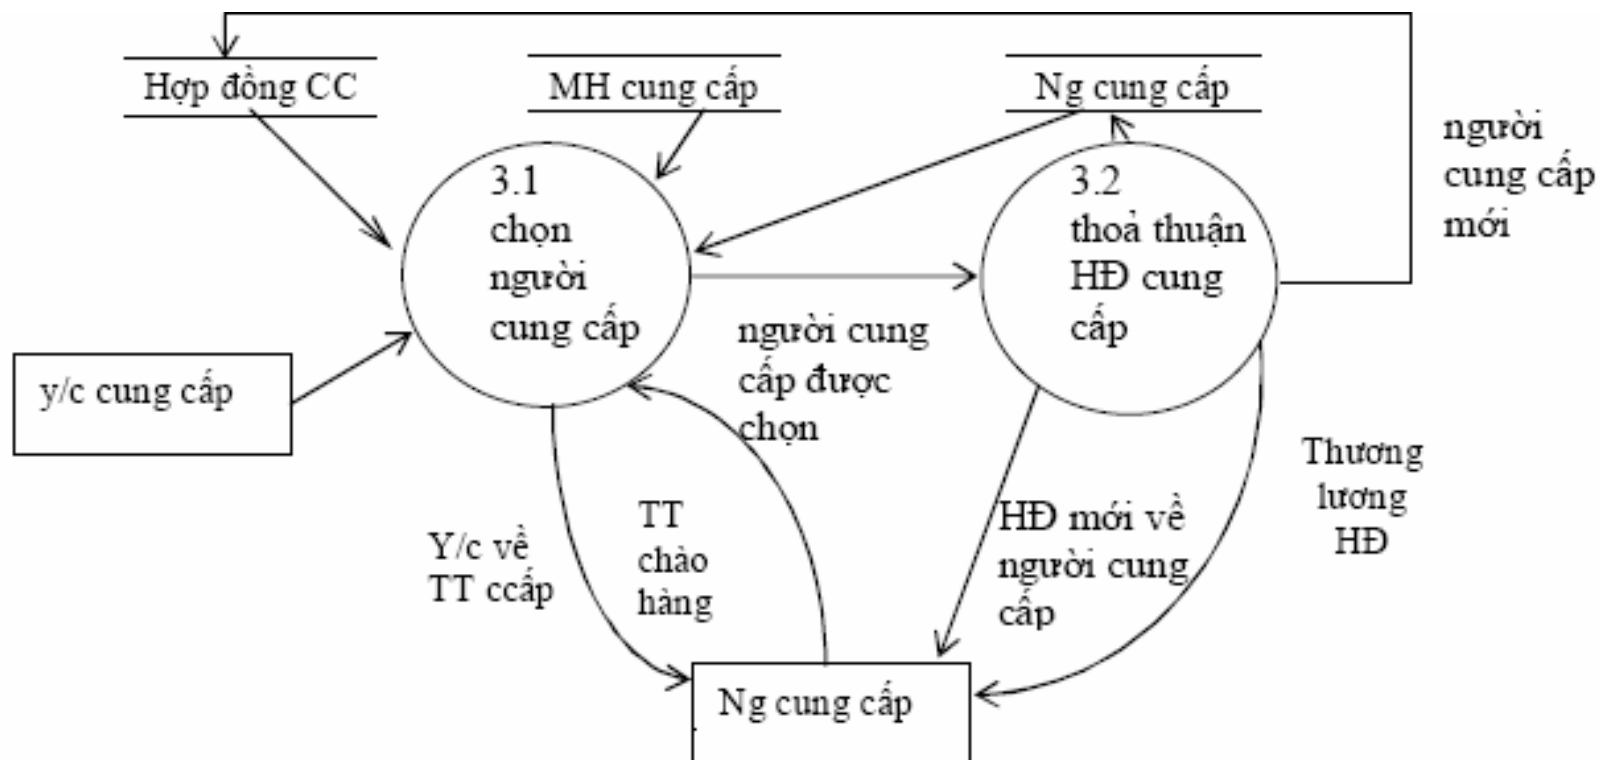 Hợp đồng CC
MH cung cấp
Ng cung cấp
người
cung cấp
mới
3.1
chọn
người
cung cấp
3.2
thoả thuận
HĐ cung
cấp
người cung
cấp được
chọn
y/c cung cấp
Thương
lương
HĐ
Y/c về
TT ccấp
TT
chào
hàng
HĐ mới về
người cung
cấp
Ng cung cấp